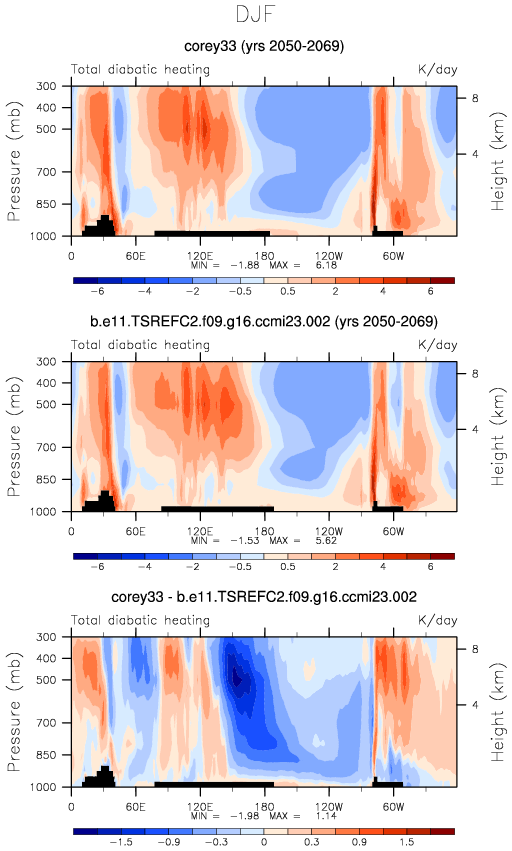 DJF
corey33 (yrs 2050-2069)
Total diabatic heating K/day
Pressure (mb)
Height (km)
300
400
500
700
850
1000
8
4
0 60E 120E 180 120W 60W
MIN = -1.88 MAX = 6.18
-6 -4 -2 -0.5 0.5 2 4 6
b.e11.TSREFC2.f09.g16.ccmi23.002 (yrs 2050-2069)
Total diabatic heating K/day
Pressure (mb)
Height (km)
300
400
500
700
850
1000
8
4
0 60E 120E 180 120W 60W
MIN = -1.53 MAX = 5.62
-6 -4 -2 -0.5 0.5 2 4 6
corey33 - b.e11.TSREFC2.f09.g16.ccmi23.002
Total diabatic heating K/day
Pressure (mb)
Height (km)
300
400
500
700
850
1000
8
4
0 60E 120E 180 120W 60W
MIN = -1.98 MAX = 1.14
-1.5 -0.9 -0.3 0 0.3 0.9 1.5